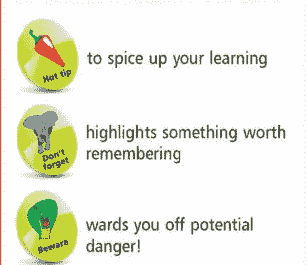 Hot tip
to spice up your learning
Don't
forget
highlights something worth
remembering
Beware
wards you off potential
danger!